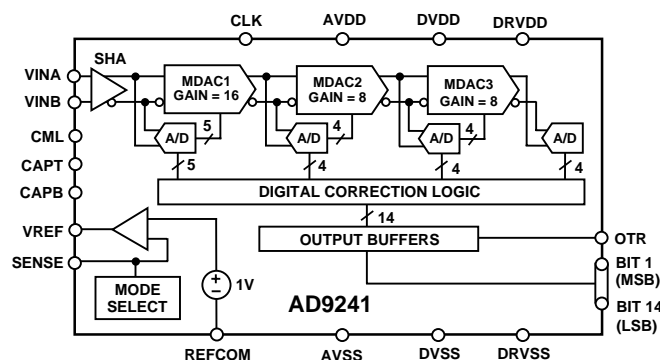 CLK AVDD DVDD DRVDD
SHA
VINA
VINB
MDAC1
GAIN = 16
MDAC2
GAIN = 8
MDAC3
GAIN = 8
A/D
5
A/D
4
A/D
4
A/D
5
4
4
4
CML
CAPT
CAPB
DIGITAL CORRECTION LOGIC
14
VREF
SENSE
OUTPUT BUFFERS
OTR
BIT 1
(MSB)
BIT 14
(LSB)
MODE
SELECT
1V
AD9241
REFCOM AVSS DVSS DRVSS